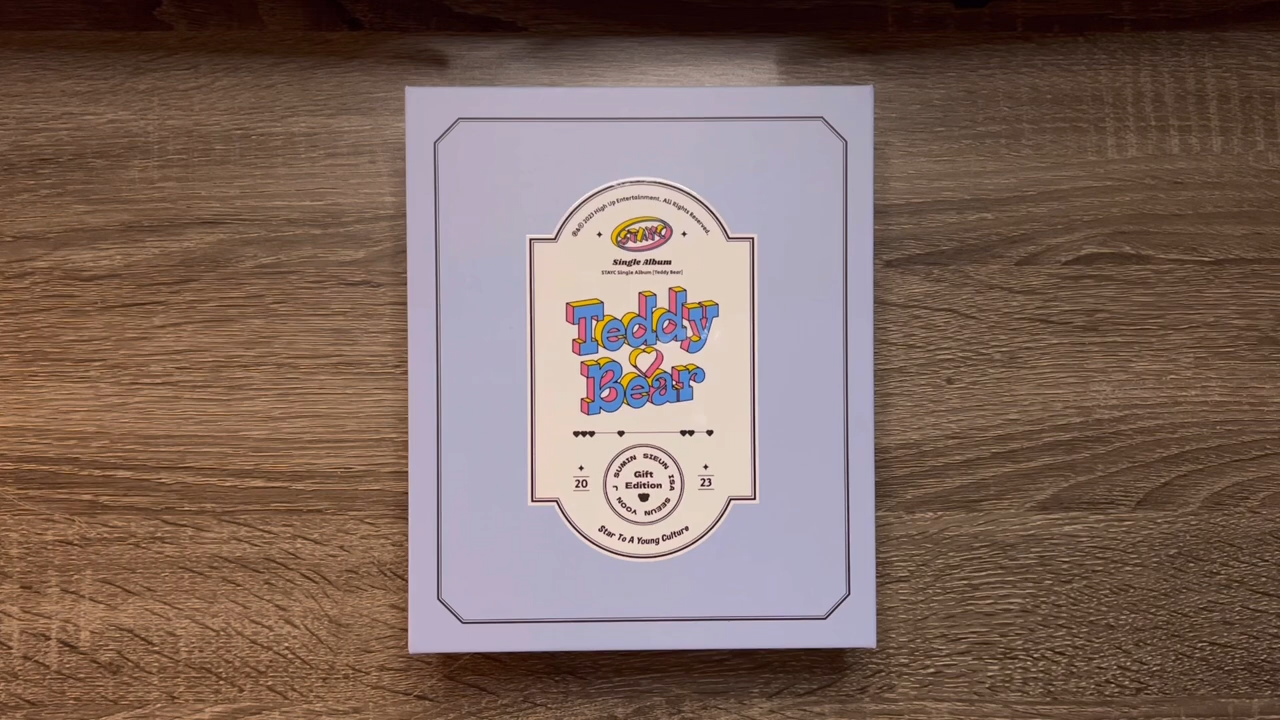 ℗&© 2023 High Up Entertainment. All Rights Reserved.
STAYC
Single Album
STAYC Single Album [Teddy Bear]
Teddy
Bear
20
SUMIN SIEUN ISA SEEUN YOON J
Gift
Edition
23
Star To A Young Culture